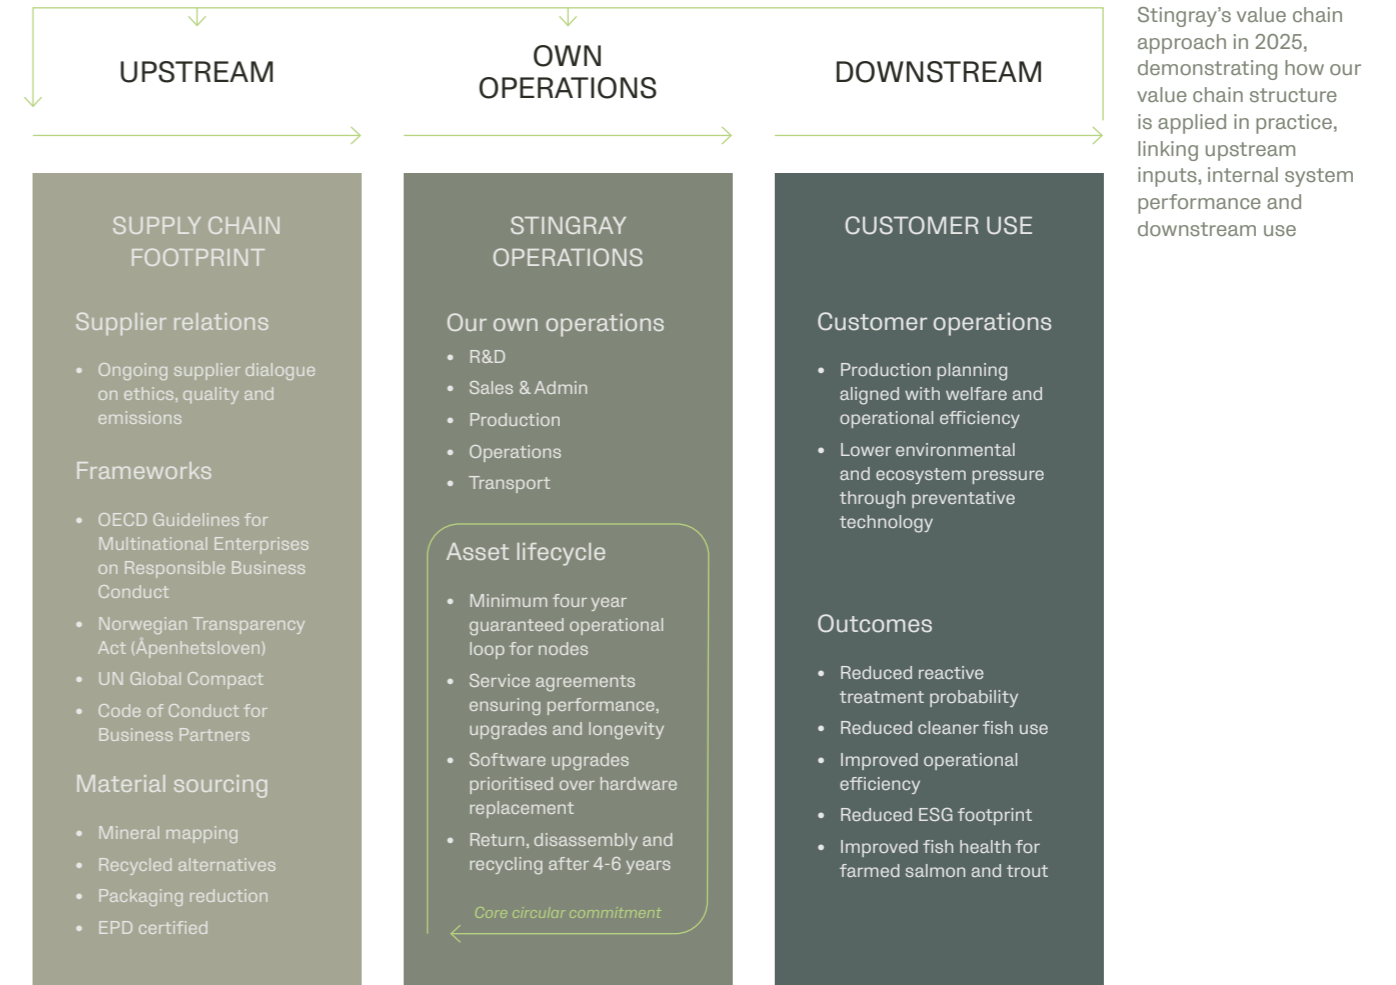 UPSTREAM
OWN
OPERATIONS
DOWNSTREAM
Stingray's value chain
approach in 2025,
demonstrating how our
value chain structure
is applied in practice,
linking upstream
inputs, internal system
performance and
downstream use
SUPPLY CHAIN
FOOTPRINT
Supplier relations
• Ongoing supplier dialogue
on ethics, quality and
emissions
Frameworks
• OECD Guidelines for
Multinational Enterprises
on Responsible Business
Conduct
• Norwegian Transparency
Act (Åpenhetsloven)
• UN Global Compact
• Code of Conduct for
Business Partners
Material sourcing
• Mineral mapping
• Recycled alternatives
• Packaging reduction
• EPD certified
STINGRAY
OPERATIONS
Our own operations
• R&D
• Sales & Admin
• Production
• Operations
• Transport
Asset lifecycle
• Minimum four year
guaranteed operational
loop for nodes
• Service agreements
ensuring performance,
upgrades and longevity
• Software upgrades
prioritised over hardware
replacement
• Return, disassembly and
recycling after 4-6 years
Core circular commitment
CUSTOMER USE
Customer operations
• Production planning
aligned with welfare and
operational efficiency
• Lower environmental
and ecosystem pressure
through preventative
technology
Outcomes
• Reduced reactive
treatment probability
• Reduced cleaner fish use
• Improved operational
efficiency
• Reduced ESG footprint
• Improved fish health for
farmed salmon and trout